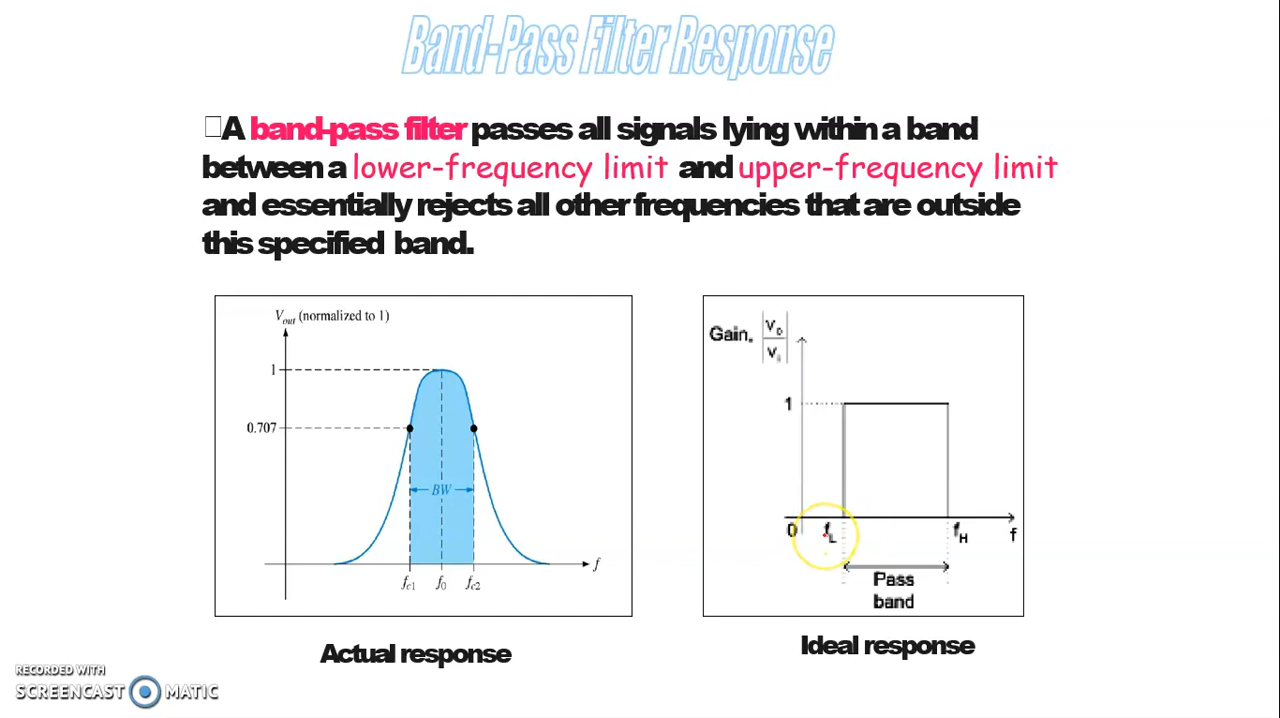 Band-Pass Filter Response
A band-pass filter passes all signals lying within a band
between a lower-frequency limit and upper-frequency limit
and essentially rejects all other frequencies that are outside
this specified band.
Vout (normalized to 1)
1
0.707
BW
fc1 f0 fc2 f
Actual response
Gain, |Vo/Vi|
1
0 fL fH f
Pass
band
Ideal response
RECORDED WITH
SCREENCAST MATIC